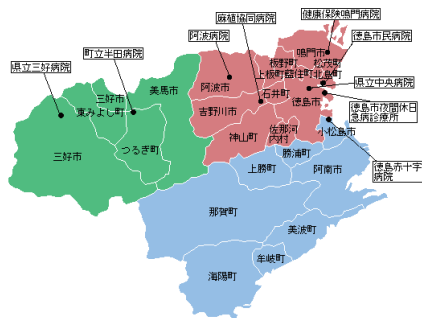 健康保険鳴門病院
麻植協同病院
徳島市民病院
阿波病院
町立半田病院
県立三好病院
県立中央病院
徳島市夜間休日
急病診療所
徳島赤十字
病院
鳴門市
松茂町
北島町
板野町
上板町
藍住町
石井町
徳島市
阿波市
吉野川市
美馬市
三好市
東みよし町
つるぎ町
三好市
神山町
佐那河
内村
小松島市
勝浦町
上勝町
阿南市
那賀町
美波町
牟岐町
海陽町